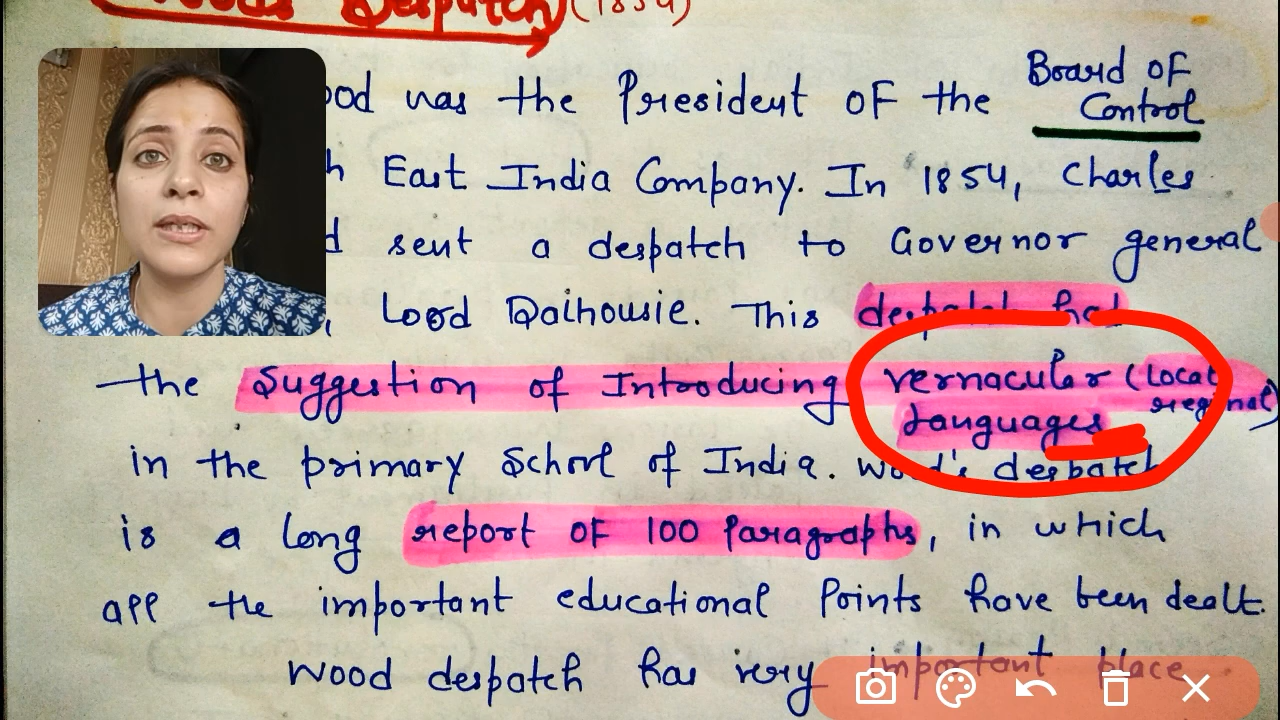 Despatch (1854)
ood was the President of the Board of Control
h East India Company. In 1854, Charles
d sent a despatch to Governor general
, Lord Dalhousie. This despatch had
the Suggestion of Introducing vernacular (local reginal)
languages
in the primary School of India. Wood's despatch
is a long report of 100 Paragraphs, in which
all the important educational Points have been dealt.
Wood despatch has very important place